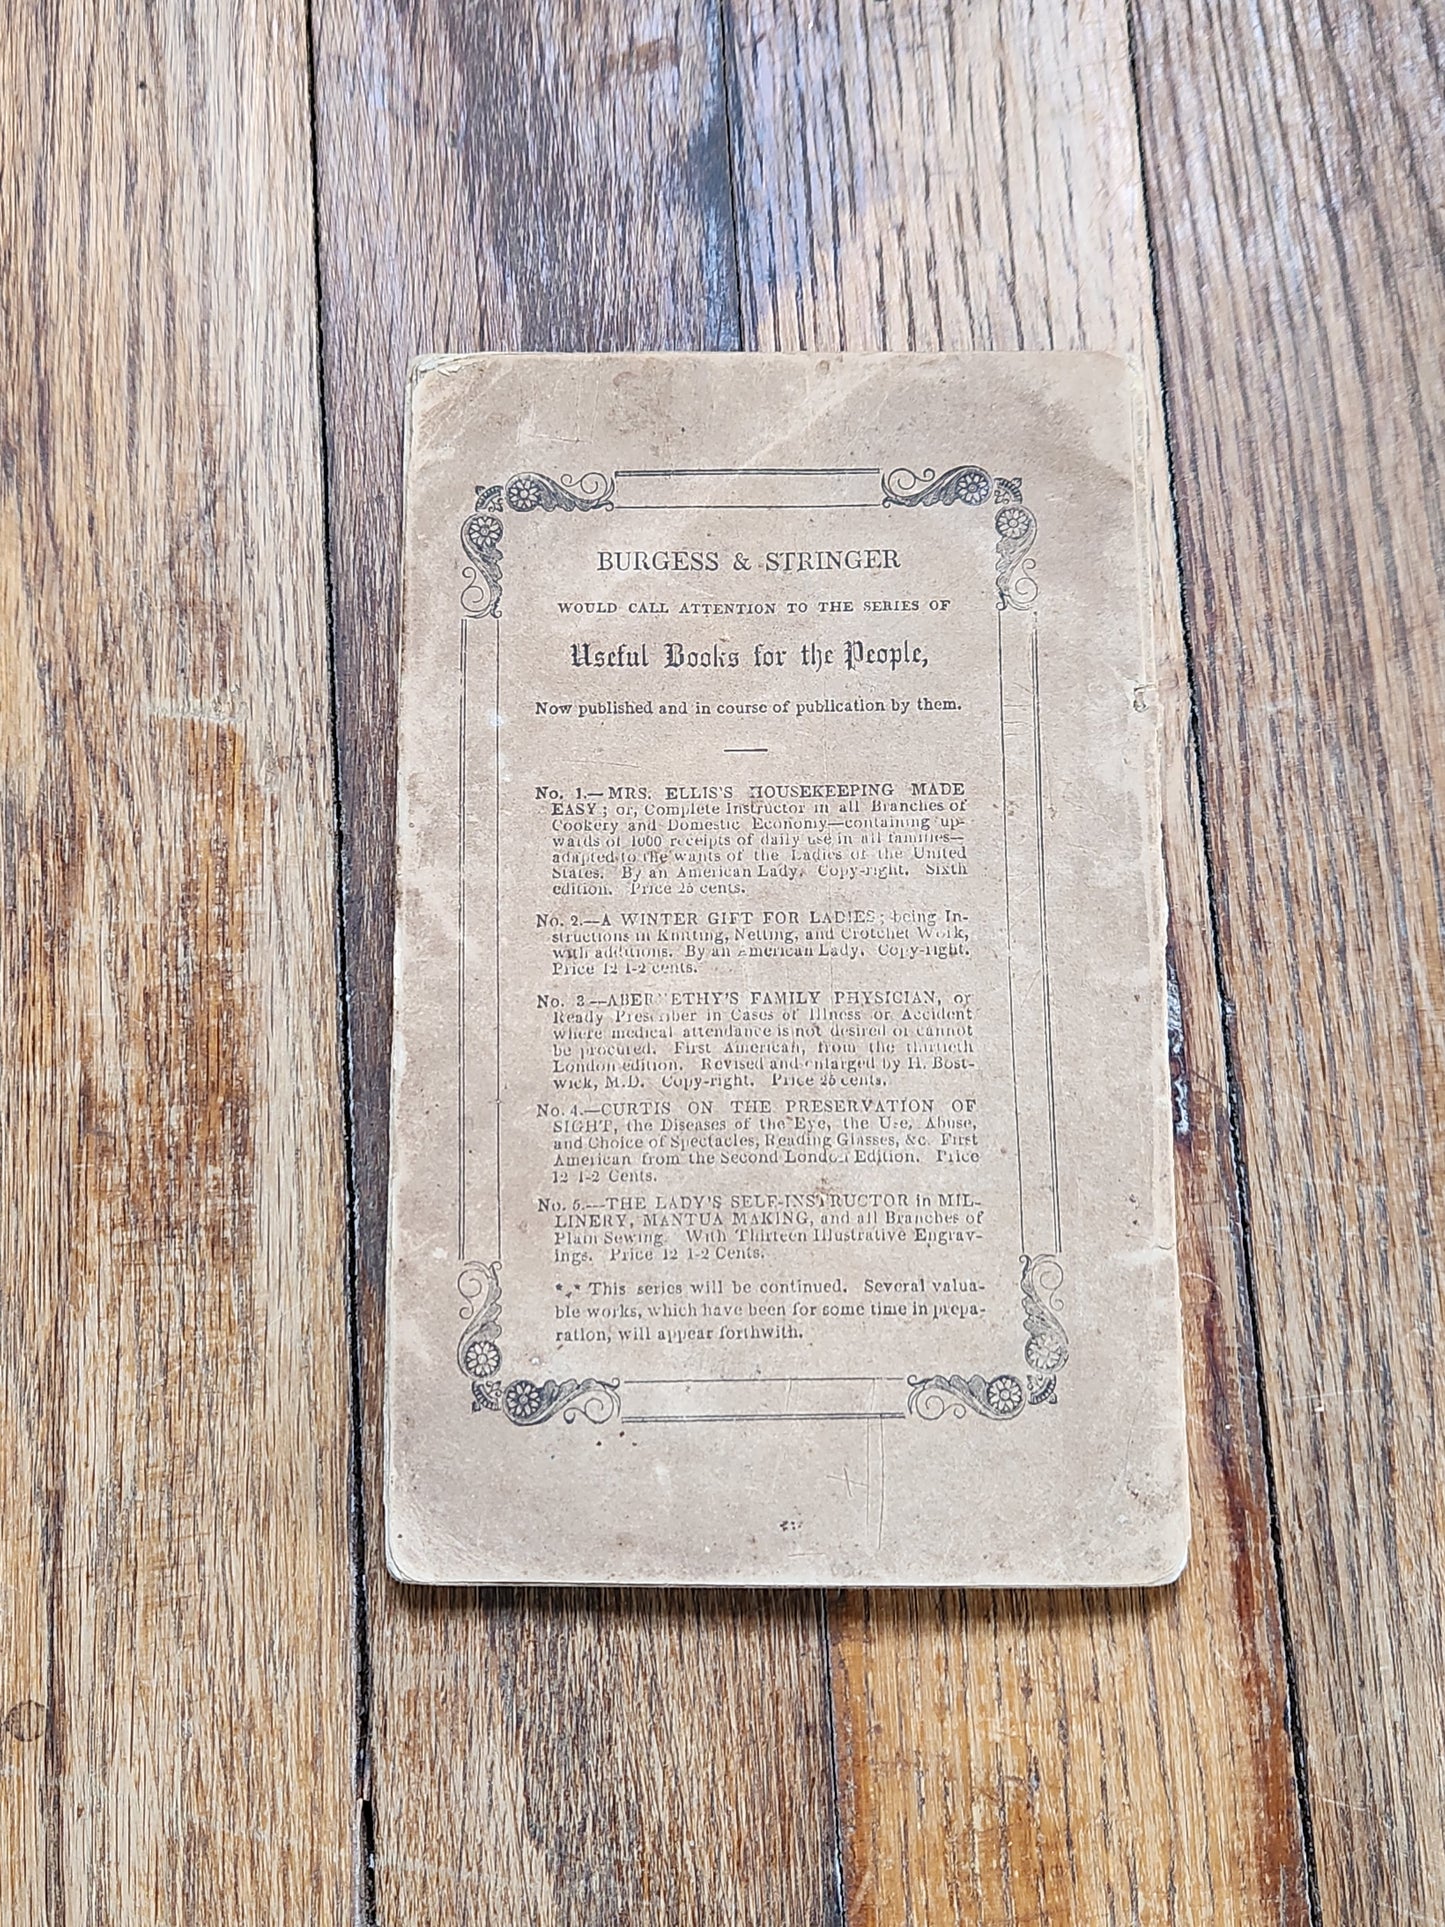 BURGESS & STRINGER
WOULD CALL ATTENTION TO THE SERIES OF
Useful Books for the People,
Now published and in course of publication by them.
No. 1.—MRS. ELLIS'S HOUSEKEEPING MADE
EASY; or, Complete Instructor in all Branches of
Cookery and Domestic Economy—containing up-
wards of 1000 receipts of daily use in all families—
adapted to the wants of the Ladies of the United
States. By an American Lady. Copy-right. Sixth
edition. Price 25 cents.
No. 2.—A WINTER GIFT FOR LADIES; being In-
structions in Knitting, Netting, and Crotchet Work,
with additions. By an American Lady. Copy-right.
Price 12 1-2 cents.
No. 3—ABERNETHY'S FAMILY PHYSICIAN, or
Ready Prescriber in Cases of Illness or Accident
where medical attendance is not desired or cannot
be procured. First American, from the thirtieth
London edition. Revised and enlarged by H. Bost-
wick, M.D. Copy-right. Price 25 cents.
No. 4.—CURTIS ON THE PRESERVATION OF
SIGHT, the Diseases of the Eye, the Use, Abuse,
and Choice of Spectacles, Reading Glasses, &c. First
American from the Second London Edition. Price
12 1-2 Cents.
No. 5.—THE LADY'S SELF-INSTRUCTOR in MIL-
LINERY, MANTUA MAKING, and all Branches of
Plain Sewing. With Thirteen Illustrative Engrav-
ings. Price 12 1-2 Cents.
*** This series will be continued. Several valua-
ble works, which have been for some time in prepa-
ration, will appear forthwith.